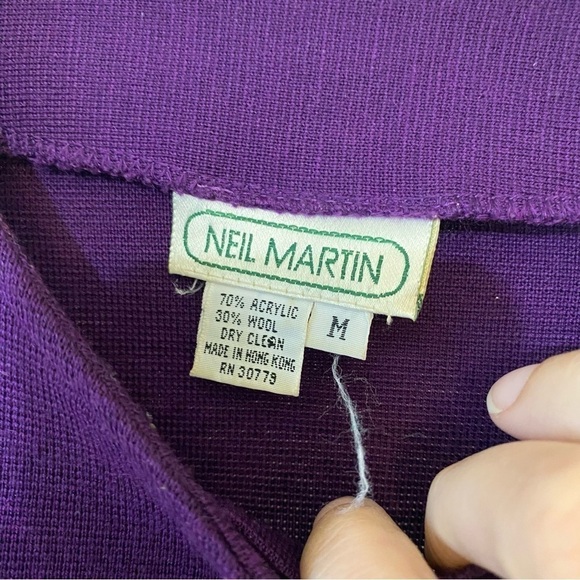 NEIL MARTIN
70% ACRYLIC
30% WOOL
DRY CLEAN
MADE IN HONG KONG
RN 30779
M